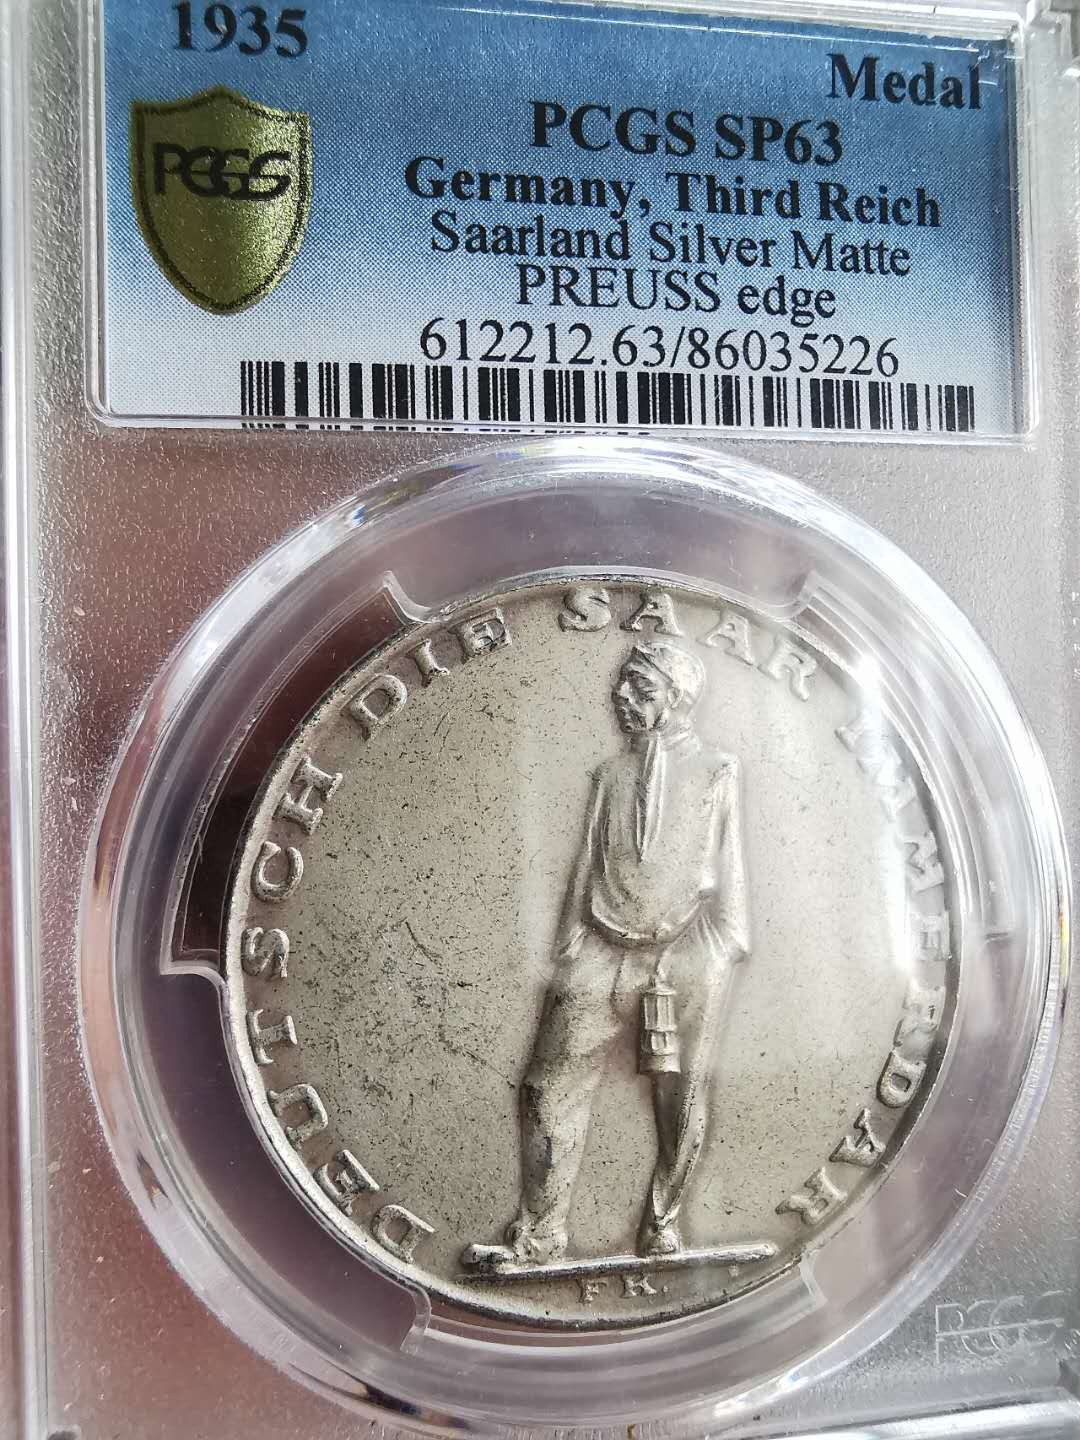 1935
Medal
PCGS
PCGS SP63
Germany, Third Reich
Saarland Silver Matte
PREUSS edge
612212.63/86035226
DEUTSCH DIE SAAR IMMERDAR
FK.
PCGS